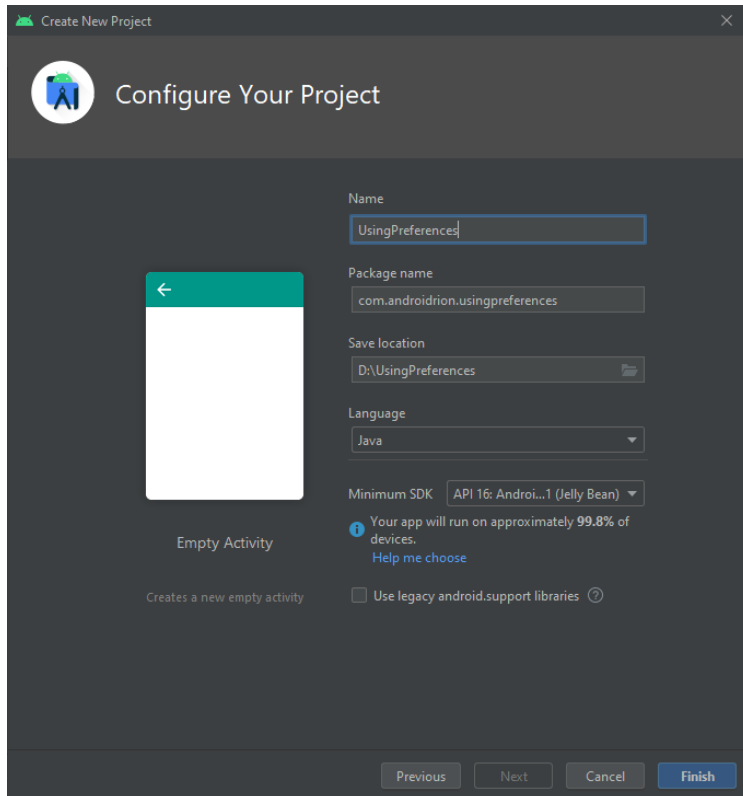 Create New Project
Configure Your Project
Name
UsingPreferences
Package name
com.androidrion.usingpreferences
Save location
D:\UsingPreferences
Language
Java
Minimum SDK
API 16: Androi...1 (Jelly Bean)
Your app will run on approximately 99.8% of
devices.
Help me choose
Use legacy android.support libraries
Empty Activity
Creates a new empty activity
Previous
Next
Cancel
Finish